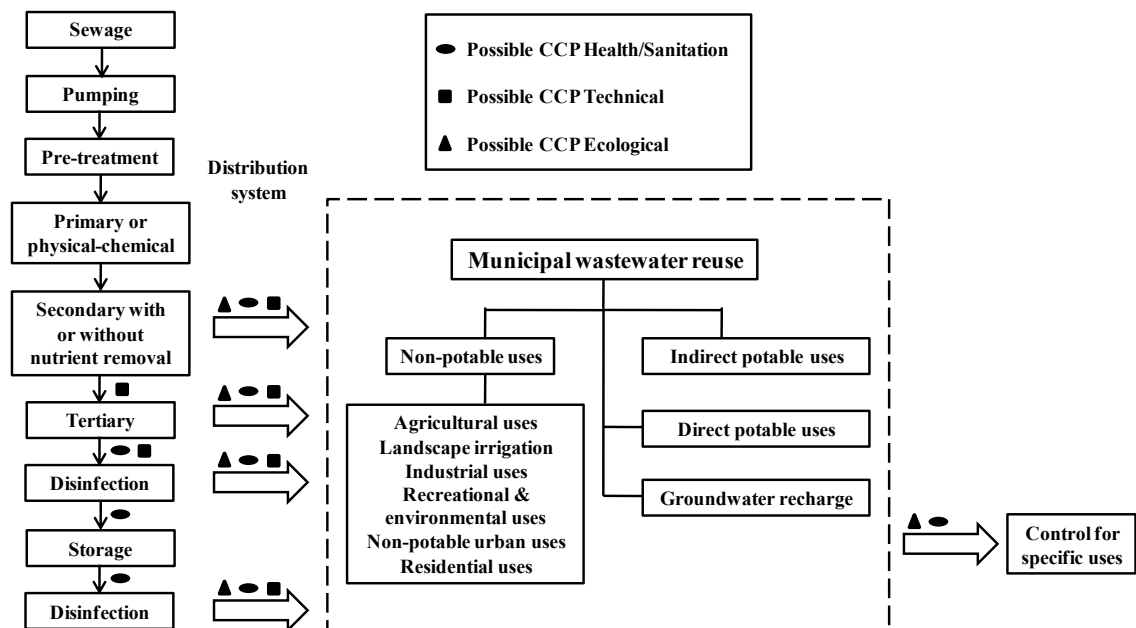 Sewage
Pumping
Pre-treatment
Primary or
physical-chemical
Secondary with
or without
nutrient removal
Tertiary
Disinfection
Storage
Disinfection
Distribution
system
Possible CCP Health/Sanitation
Possible CCP Technical
Possible CCP Ecological
Municipal wastewater reuse
Non-potable uses
Agricultural uses
Landscape irrigation
Industrial uses
Recreational &
environmental uses
Non-potable urban uses
Residential uses
Indirect potable uses
Direct potable uses
Groundwater recharge
Control for
specific uses